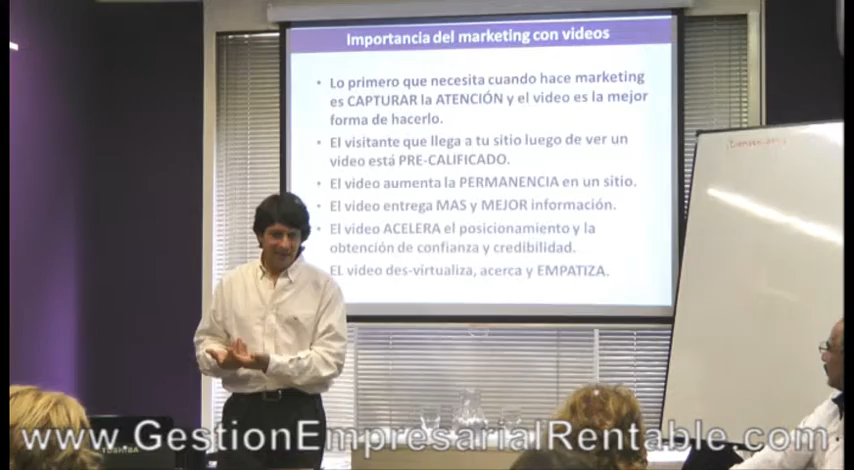 Importancia del marketing con videos
• Lo primero que necesita cuando hace marketing
es CAPTURAR la ATENCIÓN y el video es la mejor
forma de hacerlo.
• El visitante que llega a tu sitio luego de ver un
video está PRE-CALIFICADO.
• El video aumenta la PERMANENCIA en un sitio.
• El video entrega MAS y MEJOR información.
• El video ACELERA el posicionamiento y la
obtención de confianza y credibilidad.
EL video des-virtualiza, acerca y EMPATIZA.
¡Bienvenidos!
www.GestionEmpresarialRentable.com
TOSHIBA